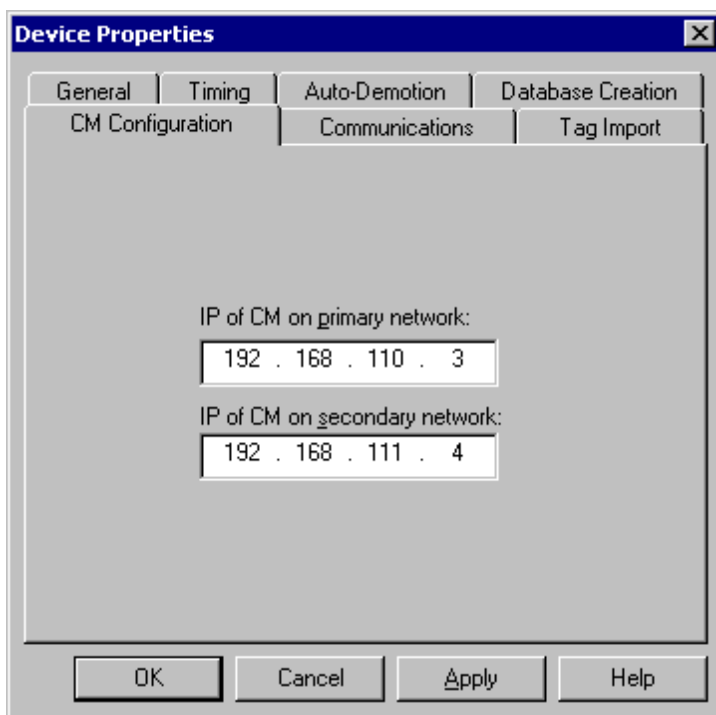 Device Properties
General Timing Auto-Demotion Database Creation
CM Configuration Communications Tag Import
IP of CM on primary network:
192 . 168 . 110 . 3
IP of CM on secondary network:
192 . 168 . 111 . 4
OK Cancel Apply Help